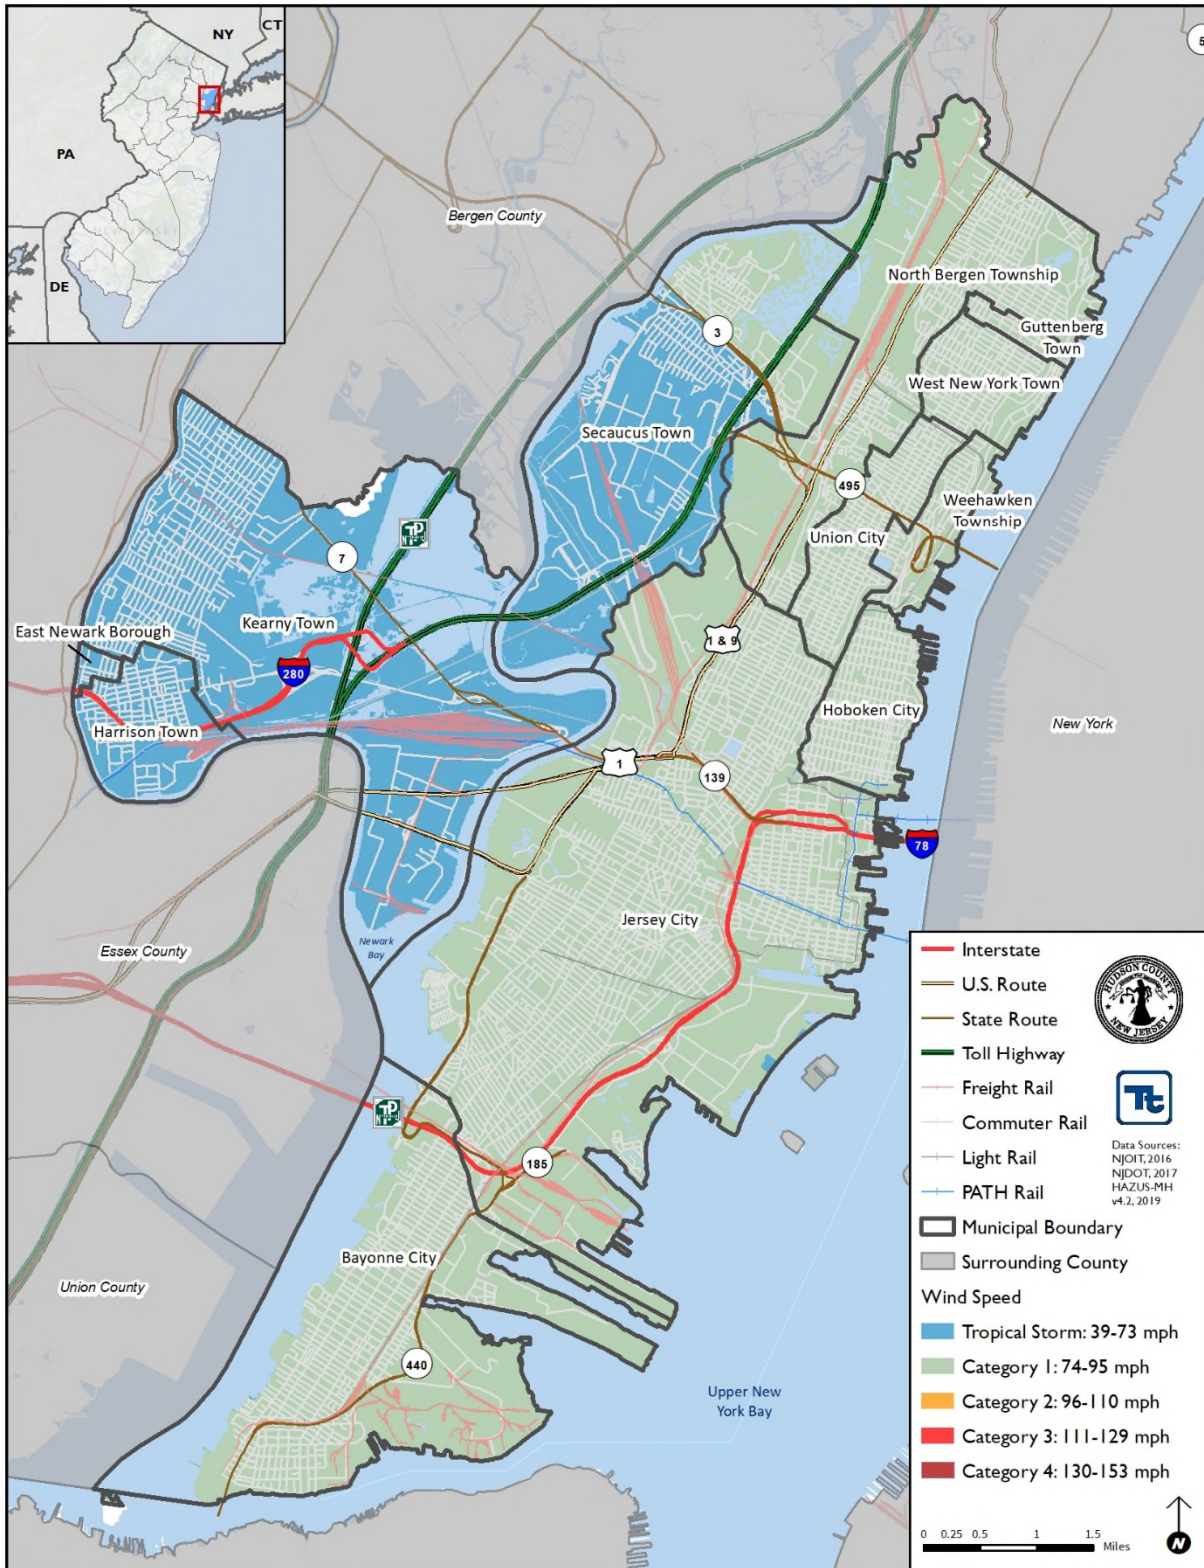 NY
CT
PA
DE
5
Bergen County
North Bergen Township
Guttenberg
Town
3
West New York Town
Secaucus Town
495
Weehawken
Township
Union City
7
East Newark Borough
Kearny Town
280
1 & 9
Harrison Town
Hoboken City
New York
1
139
78
Jersey City
Essex County
Newark
Bay
185
Bayonne City
Union County
440
Upper New
York Bay
Interstate
U.S. Route
State Route
Toll Highway
Freight Rail
Commuter Rail
Light Rail
PATH Rail
Municipal Boundary
Surrounding County
HUDSON COUNTY
NEW JERSEY
Tt
Data Sources:
NJOIT, 2016
NJDOT, 2017
HAZUS-MH
v4.2, 2019
Wind Speed
Tropical Storm: 39-73 mph
Category 1: 74-95 mph
Category 2: 96-110 mph
Category 3: 111-129 mph
Category 4: 130-153 mph
0 0.25 0.5 1 1.5
Miles
N